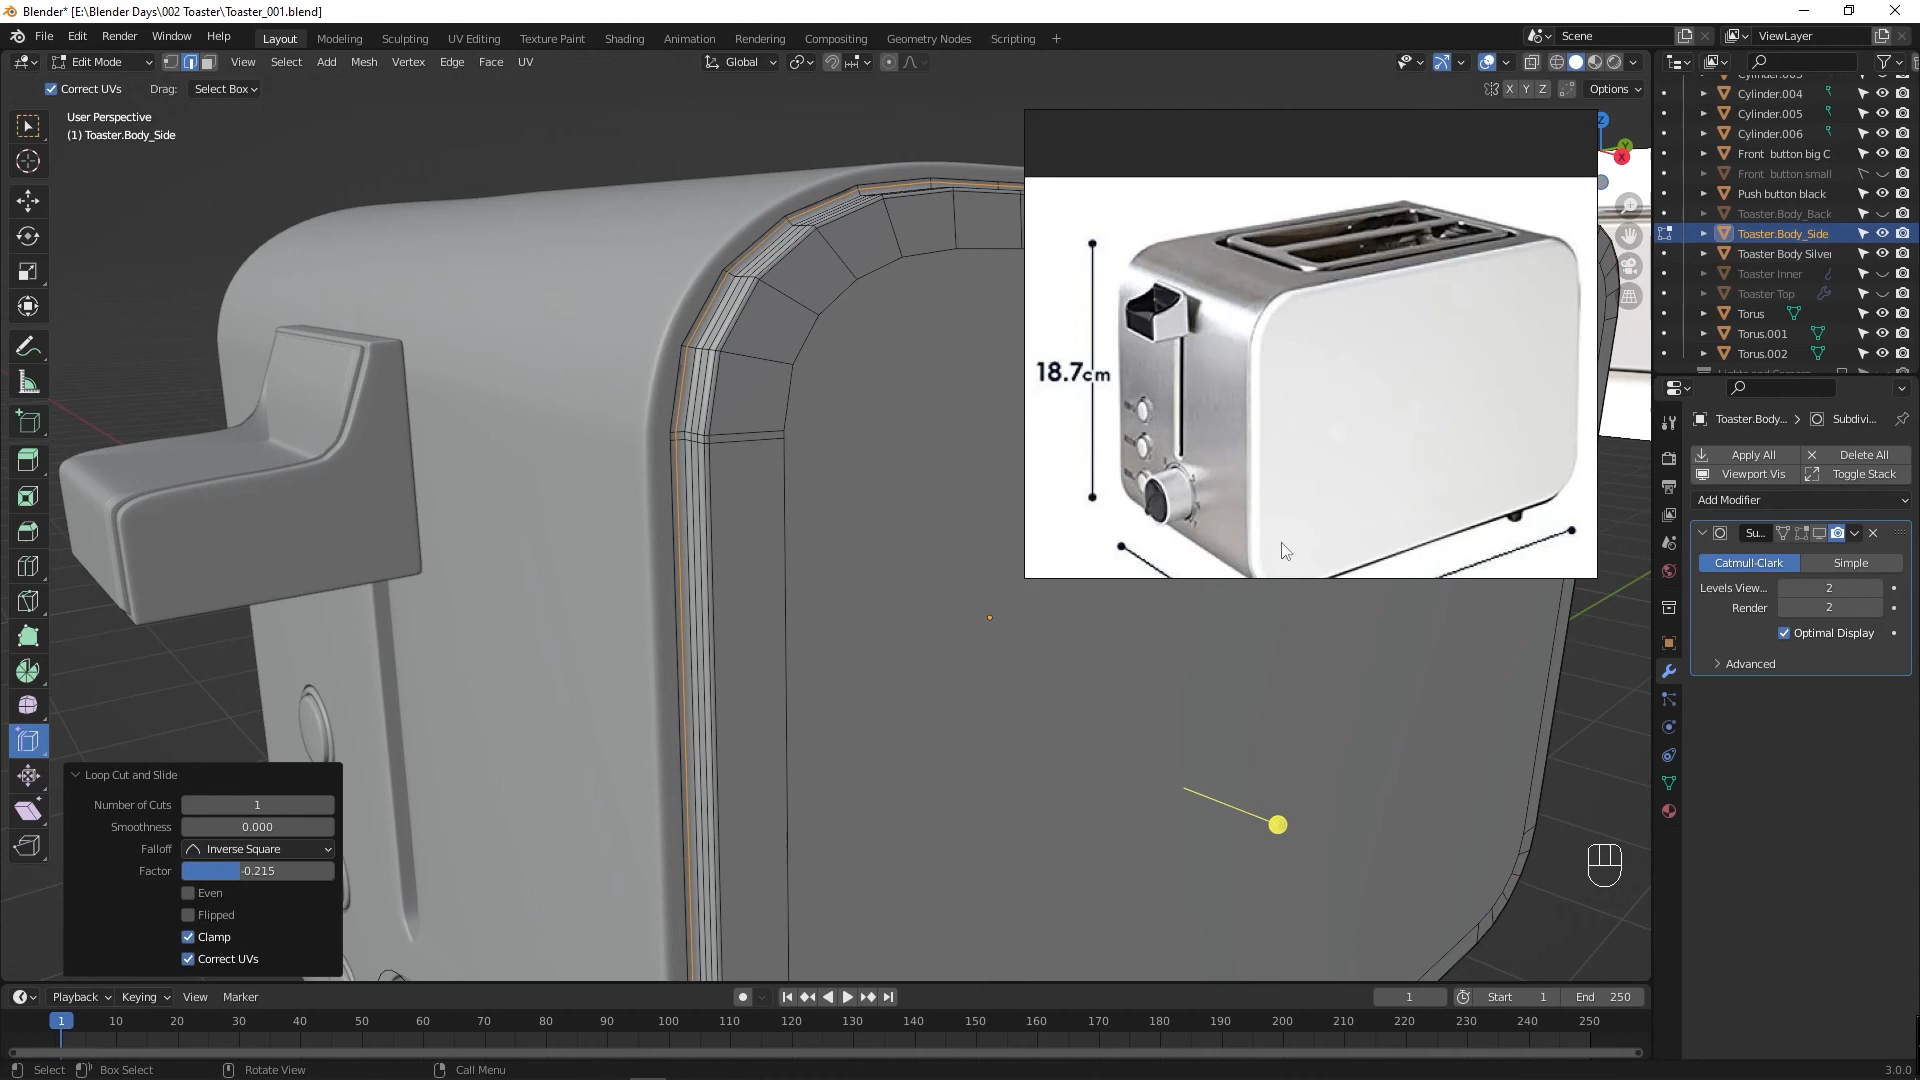 Blender* [E:\Blender Days\002 Toaster\Toaster_001.blend]
File Edit Render Window Help Layout Modeling Sculpting UV Editing Texture Paint Shading Animation Rendering Compositing Geometry Nodes Scripting + Scene ViewLayer
Edit Mode View Select Add Mesh Vertex Edge Face UV Global
Correct UVs Drag: Select Box X Y Z Options
User Perspective
(1) Toaster.Body_Side
Z
Y
X
18.7cm
Cylinder.004
Cylinder.005
Cylinder.006
Front button big C
Front button small
Push button black
Toaster.Body_Back
Toaster.Body_Side
Toaster Body Silver
Toaster Inner
Toaster Top
Torus
Torus.001
Torus.002
Toaster.Body... Subdivi...
Apply All Delete All
Viewport Vis Toggle Stack
Add Modifier
Su...
Catmull-Clark Simple
Levels View... 2
Render 2
Optimal Display
Advanced
Loop Cut and Slide
Number of Cuts 1
Smoothness 0.000
Falloff Inverse Square
Factor -0.215
Even
Flipped
Clamp
Correct UVs
Playback Keying View Marker 1 Start 1 End 250
1 10 20 30 40 50 60 70 80 90 100 110 120 130 140 150 160 170 180 190 200 210 220 230 240 250
Select Box Select Rotate View Call Menu 3.0.0